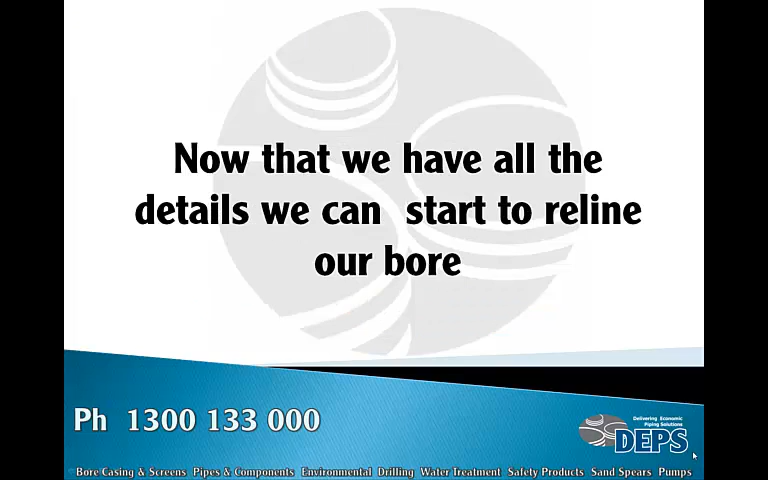 Now that we have all the
details we can  start to reline
our bore
Ph  1300 133 000
Delivering Economic
Piping Solutions
DEPS
Bore Casing & Screens  Pipes & Components  Environmental  Drilling  Water Treatment  Safety Products  Sand Spears  Pumps